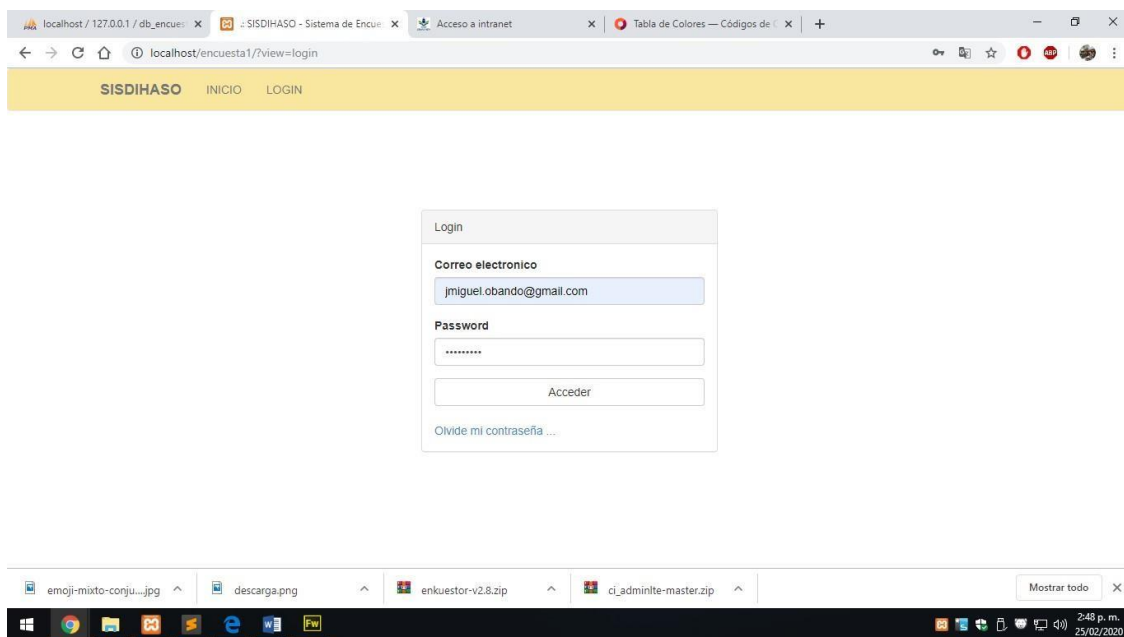 localhost / 127.0.0.1 / db_encues
.: SISDIHASO - Sistema de Encue
Acceso a intranet
Tabla de Colores — Códigos de C
localhost/encuesta1/?view=login
ABP
SISDIHASO INICIO LOGIN
Login
Correo electronico
jmiguel.obando@gmail.com
Password
•••••••••
Acceder
Olvide mi contraseña ...
emoji-mixto-conju....jpg
descarga.png
enkuestor-v2.8.zip
ci_adminlte-master.zip
Mostrar todo
Fw
2:48 p. m.
25/02/2020